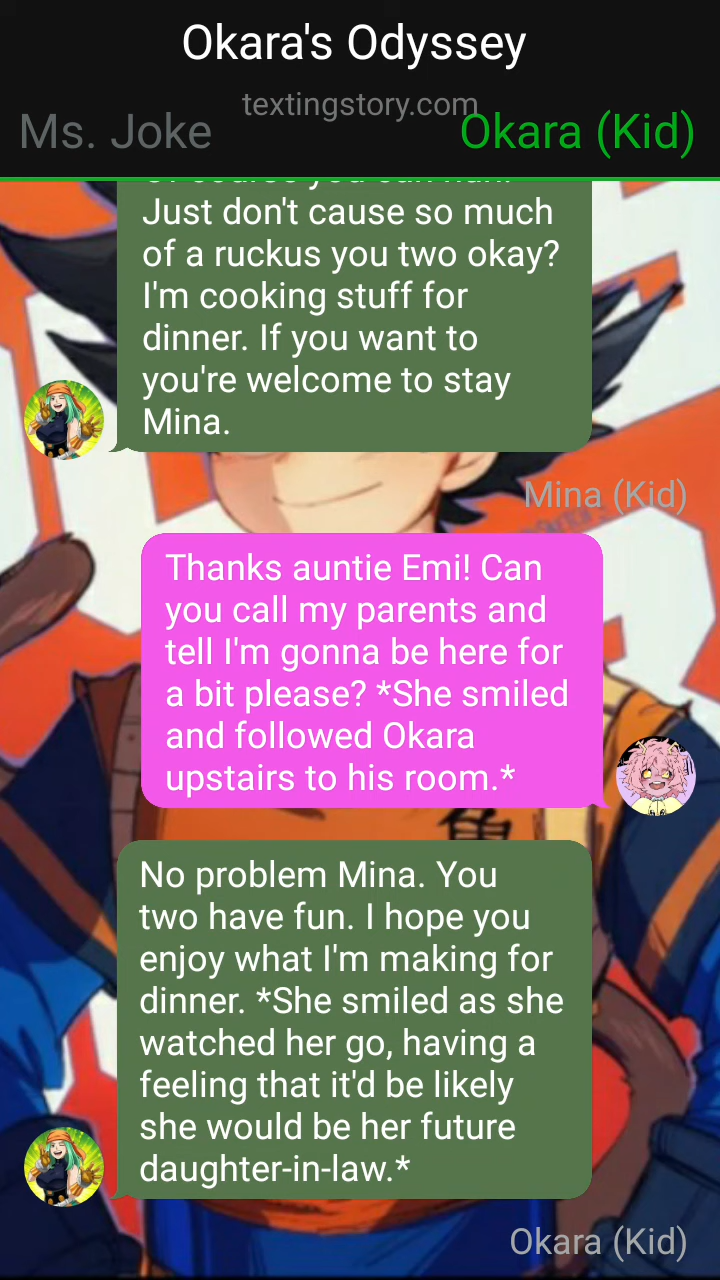 Okara's Odyssey
textingstory.com
Ms. Joke
Okara (Kid)
Just don't cause so much
of a ruckus you two okay?
I'm cooking stuff for
dinner. If you want to
you're welcome to stay
Mina.
Mina (Kid)
Thanks auntie Emi! Can
you call my parents and
tell I'm gonna be here for
a bit please? *She smiled
and followed Okara
upstairs to his room.*
No problem Mina. You
two have fun. I hope you
enjoy what I'm making for
dinner. *She smiled as she
watched her go, having a
feeling that it'd be likely
she would be her future
daughter-in-law.*
Okara (Kid)